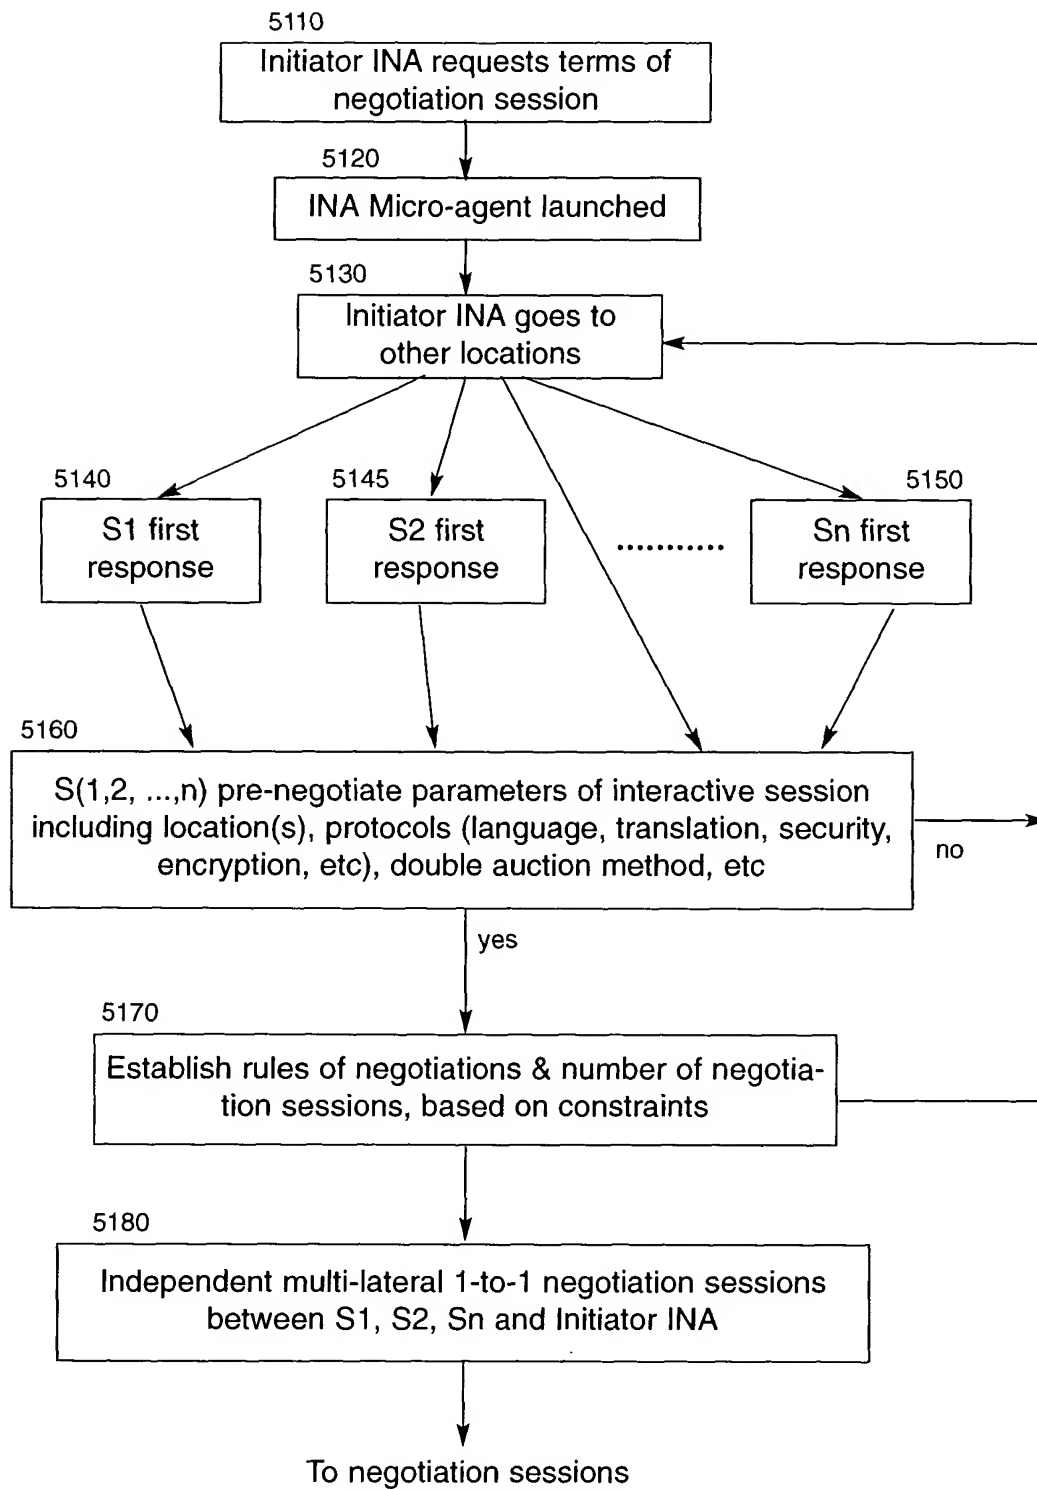 5110
Initiator INA requests terms of
negotiation session
5120
INA Micro-agent launched
5130
Initiator INA goes to
other locations
5140
S1 first
response
5145
S2 first
response
............
5150
Sn first
response
5160
S(1,2, ...,n) pre-negotiate parameters of interactive session
including location(s), protocols (language, translation, security,
encryption, etc), double auction method, etc
no
yes
5170
Establish rules of negotiations & number of negotia-
tion sessions, based on constraints
5180
Independent multi-lateral 1-to-1 negotiation sessions
between S1, S2, Sn and Initiator INA
To negotiation sessions